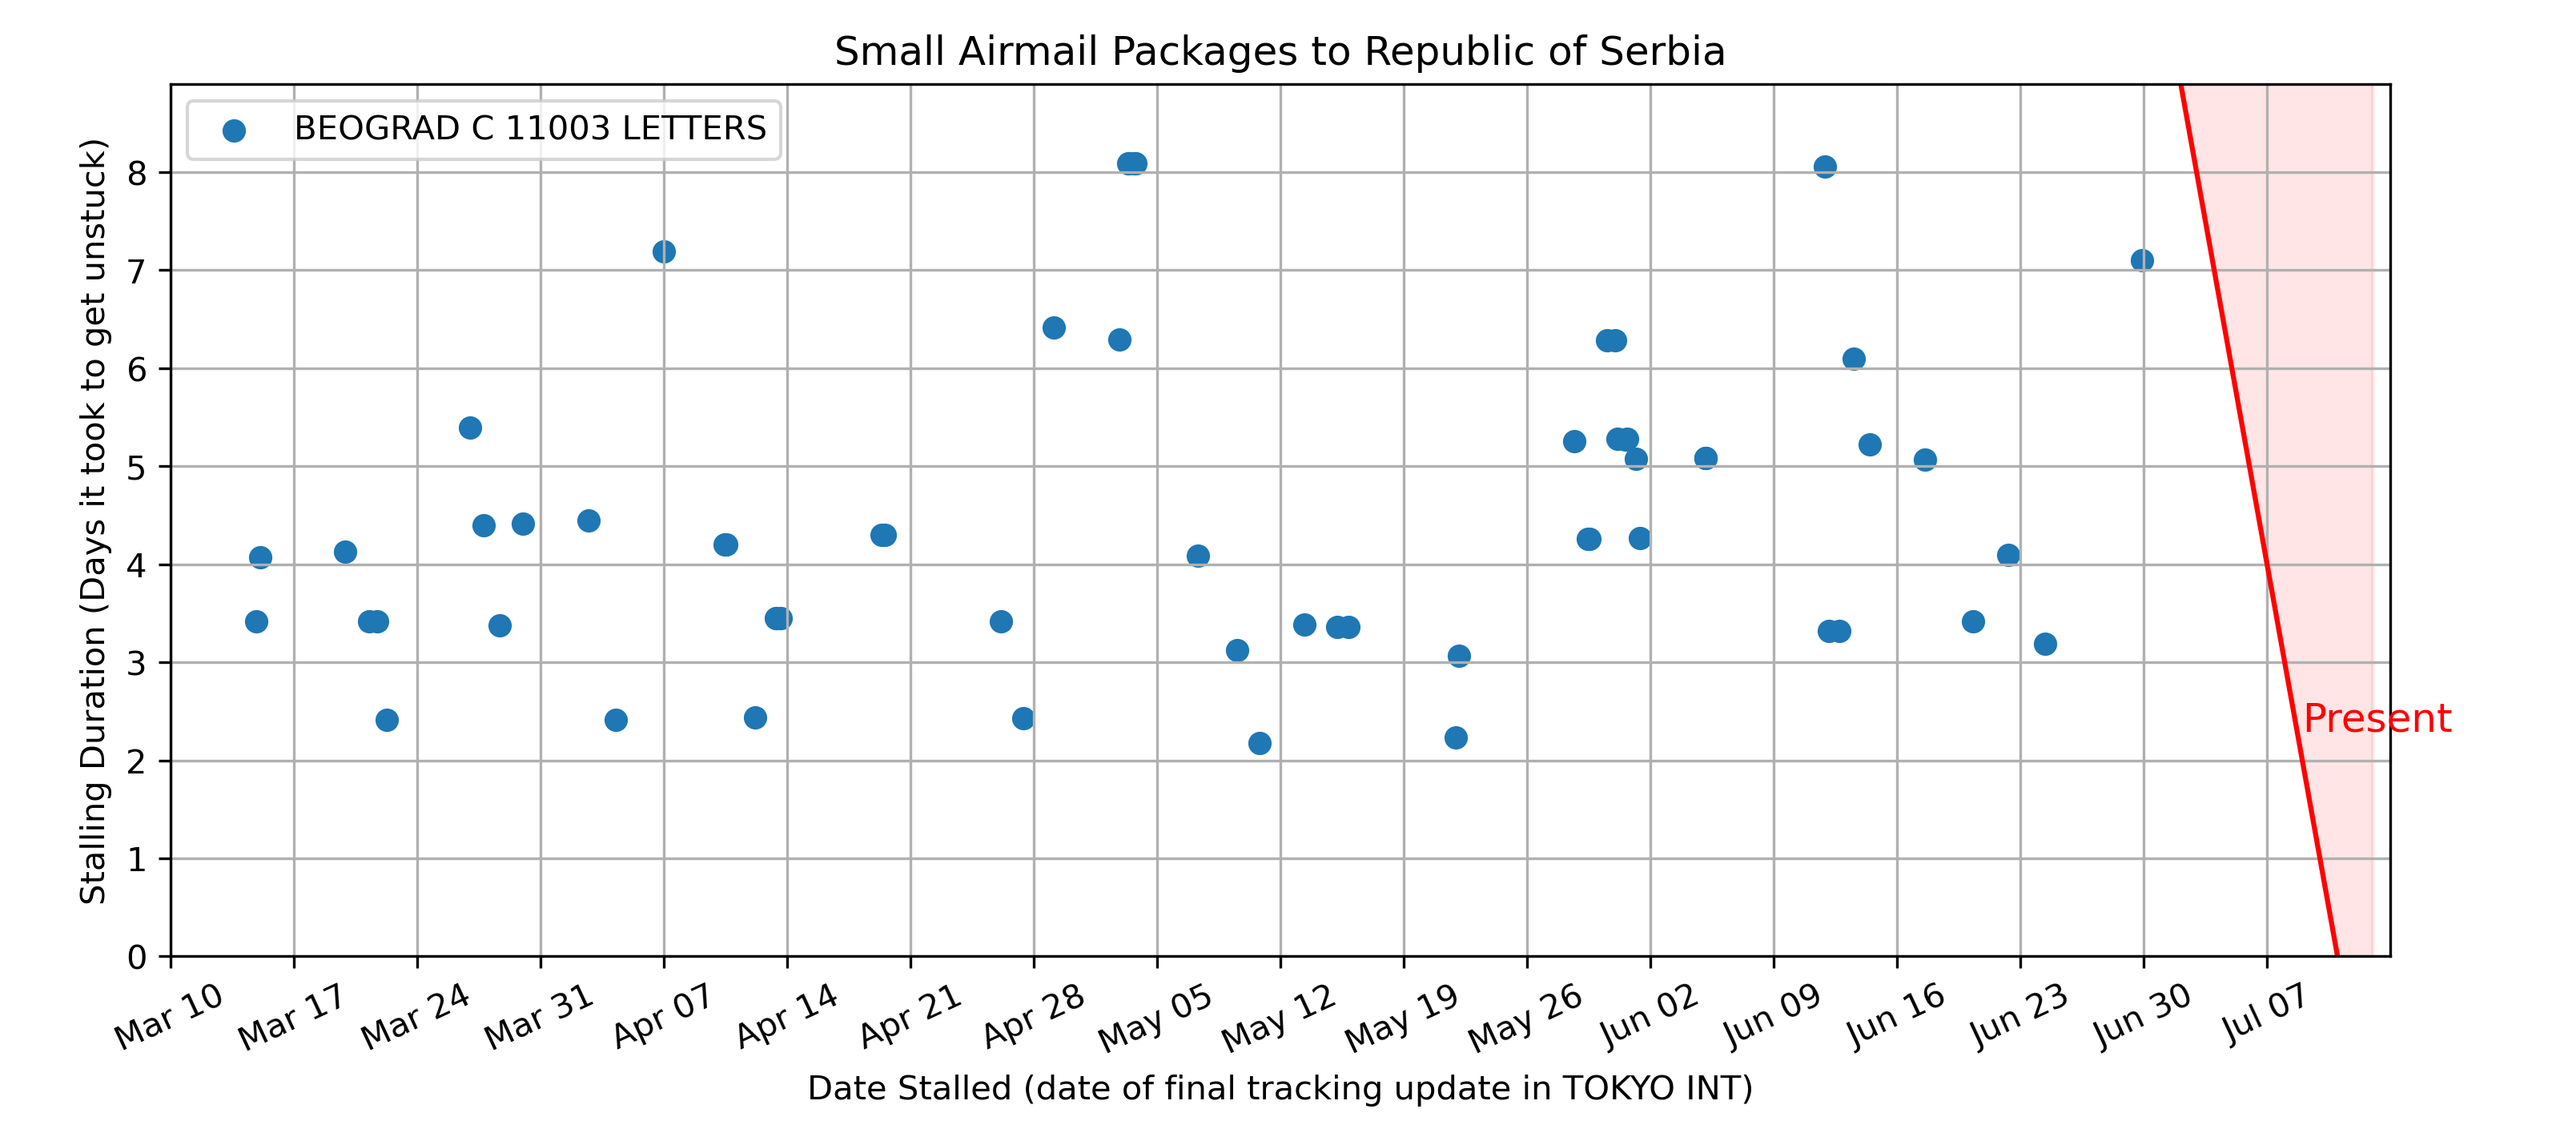 Small Airmail Packages to Republic of Serbia
BEOGRAD C 11003 LETTERS
Stalling Duration (Days it took to get unstuck)
8
7
6
5
4
3
2
1
0
Present
Mar 10
Mar 17
Mar 24
Mar 31
Apr 07
Apr 14
Apr 21
Apr 28
May 05
May 12
May 19
May 26
Jun 02
Jun 09
Jun 16
Jun 23
Jun 30
Jul 07
Date Stalled (date of final tracking update in TOKYO INT)